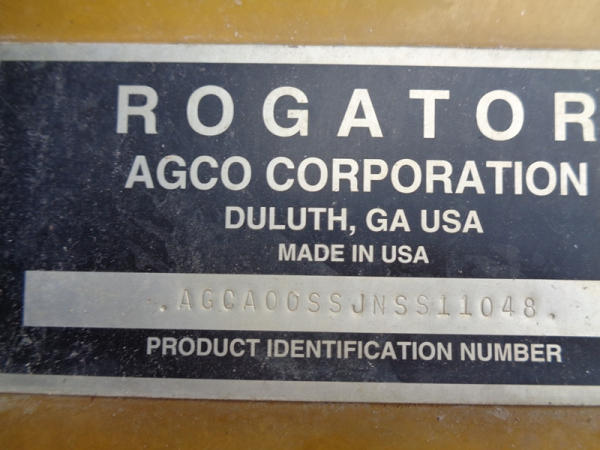 ROGATOR
AGCO CORPORATION
DULUTH, GA USA
MADE IN USA
.AGCA00SSJNSS11048.
PRODUCT IDENTIFICATION NUMBER